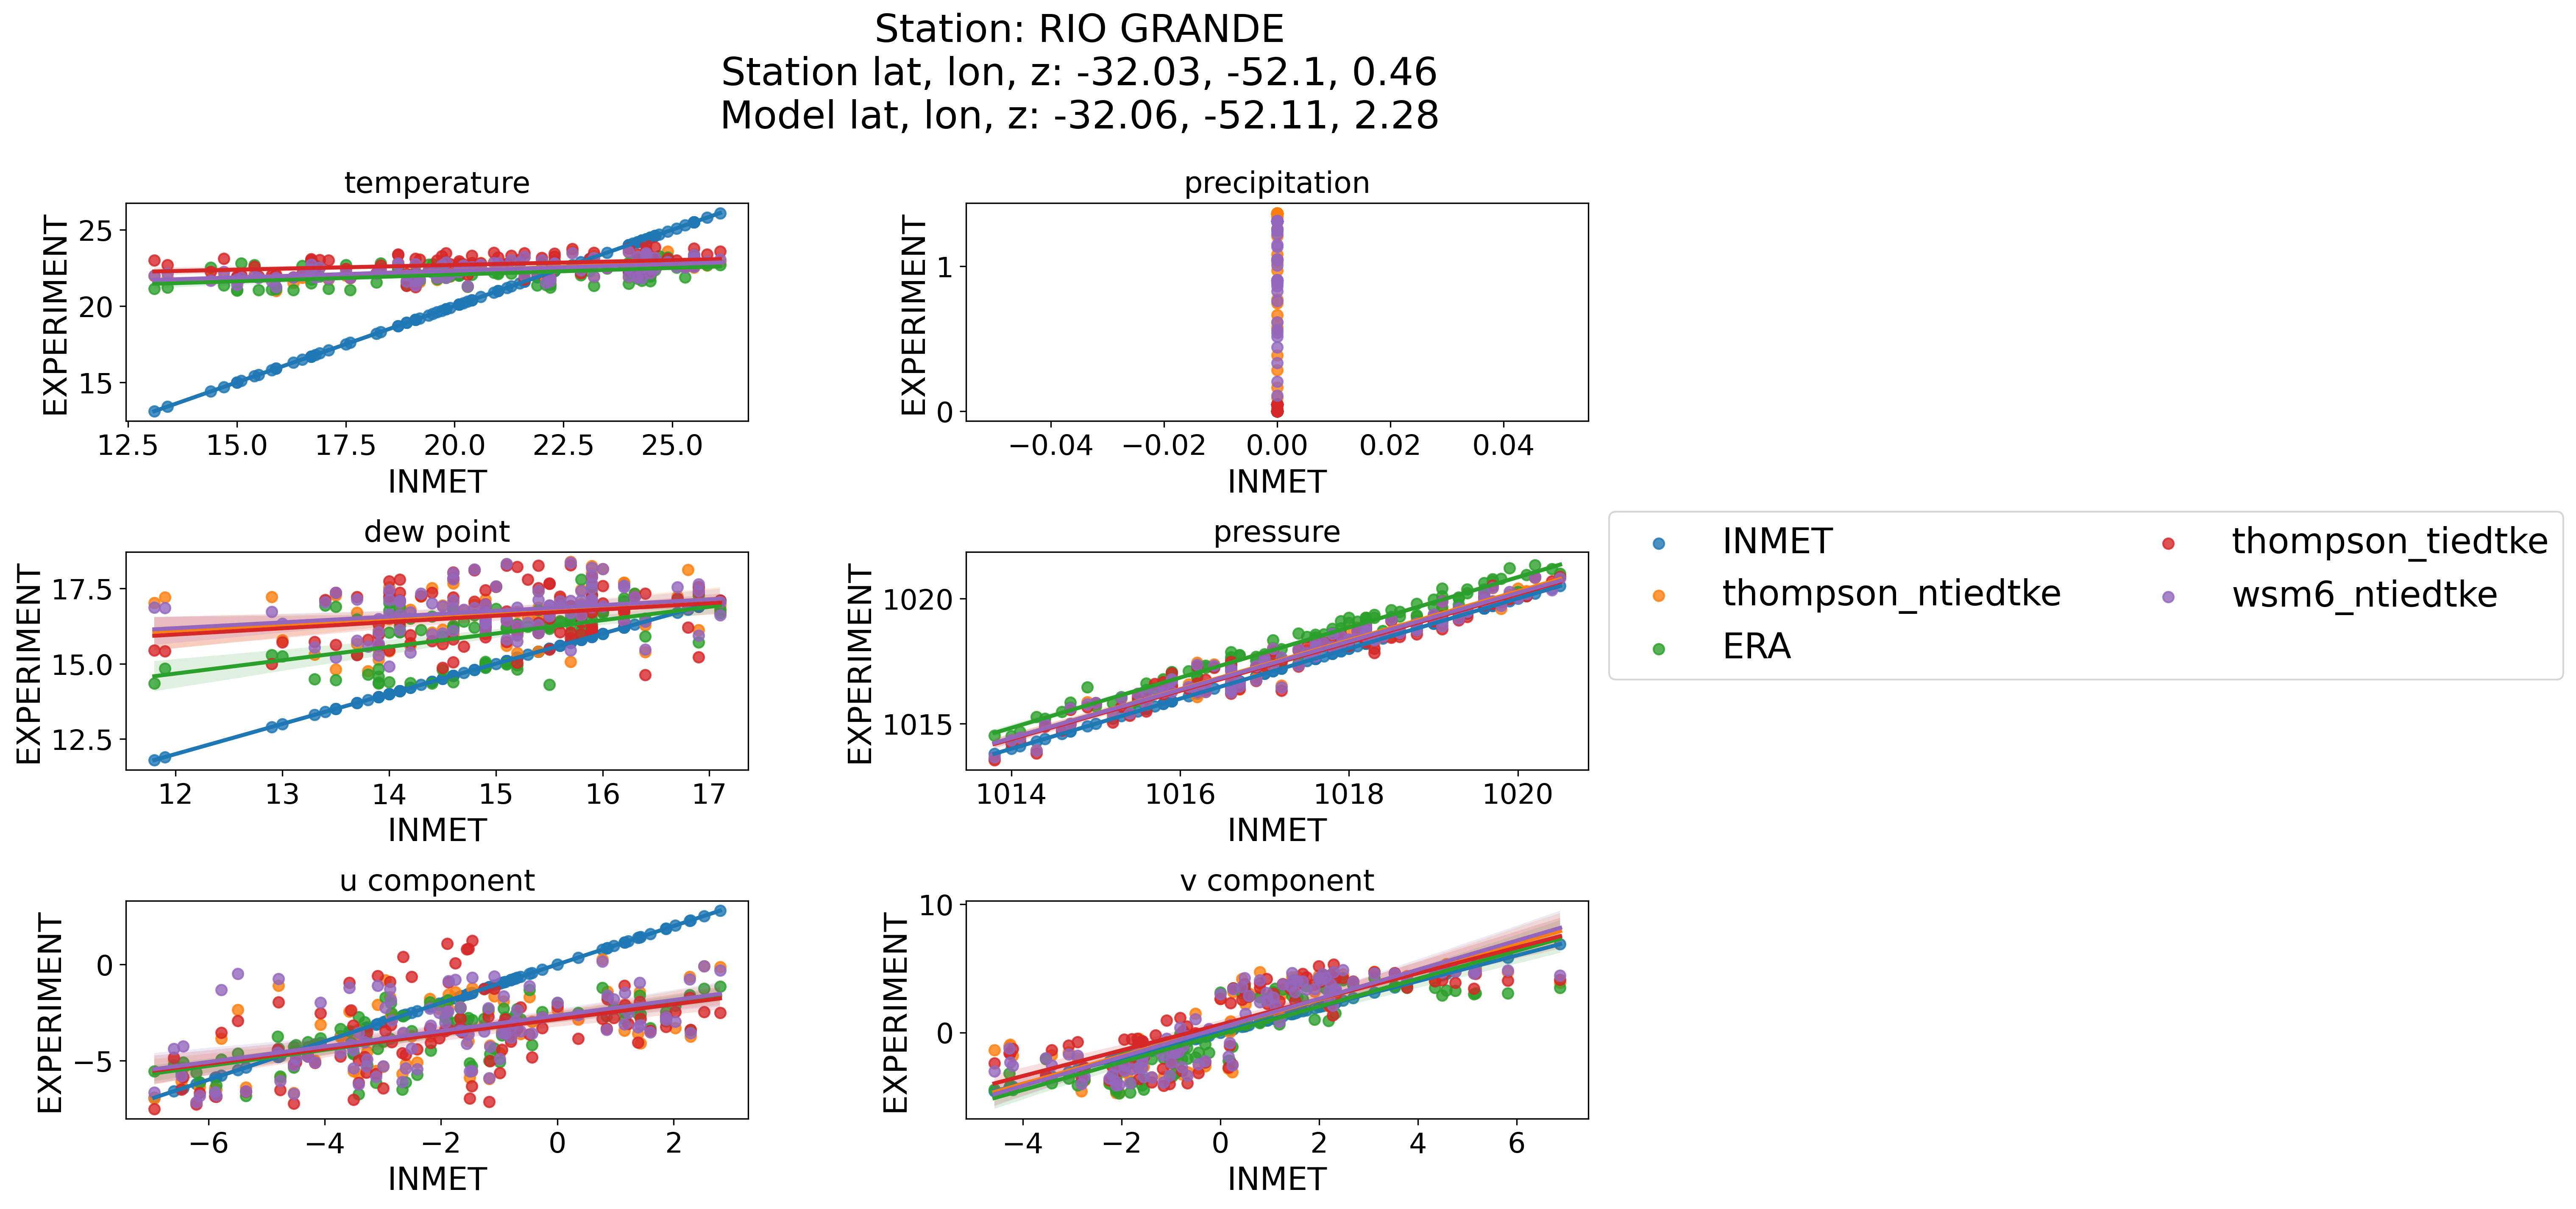 Station: RIO GRANDE
Station lat, lon, z: -32.03, -52.1, 0.46
Model lat, lon, z: -32.06, -52.11, 2.28
temperature
EXPERIMENT
25
20
15
12.5 15.0 17.5 20.0 22.5 25.0
INMET
precipitation
EXPERIMENT
1
0
−0.04 −0.02 0.00 0.02 0.04
INMET
dew point
EXPERIMENT
17.5
15.0
12.5
12 13 14 15 16 17
INMET
pressure
EXPERIMENT
1020
1015
1014 1016 1018 1020
INMET
INMET
thompson_ntiedtke
ERA
thompson_tiedtke
wsm6_ntiedtke
u component
EXPERIMENT
0
−5
−6 −4 −2 0 2
INMET
v component
EXPERIMENT
10
0
−4 −2 0 2 4 6
INMET